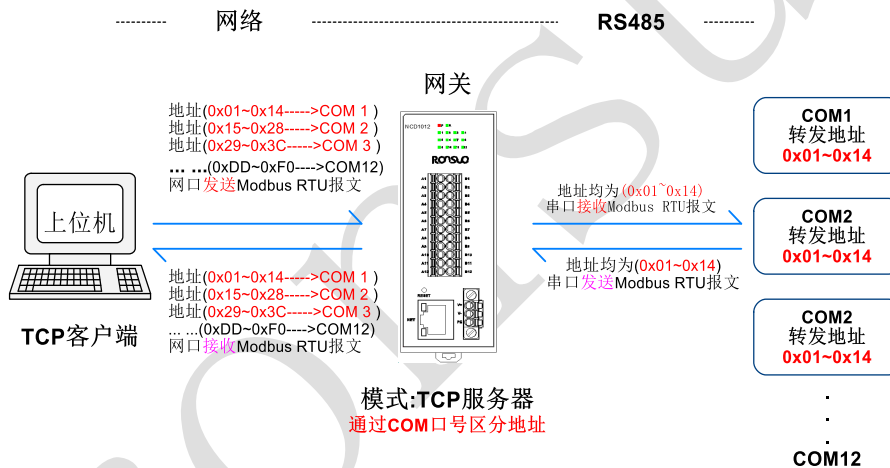 网络
RS485
网关
地址(0x01~0x14----->COM 1 )
地址(0x15~0x28----->COM 2 )
地址(0x29~0x3C----->COM 3 )
... ...(0xDD~0xF0---->COM12)
网口发送Modbus RTU报文
上位机
TCP客户端
地址(0x01~0x14----->COM 1 )
地址(0x15~0x28----->COM 2 )
地址(0x29~0x3C----->COM 3 )
... ...(0xDD~0xF0---->COM12)
网口接收Modbus RTU报文
NCD1012
RONSUO
RESET
V+
V-
PE
模式:TCP服务器
通过COM口号区分地址
地址均为(0x01~0x14)
串口接收Modbus RTU报文
地址均为(0x01~0x14)
串口发送Modbus RTU报文
COM1
转发地址
0x01~0x14
COM2
转发地址
0x01~0x14
COM2
转发地址
0x01~0x14
COM12